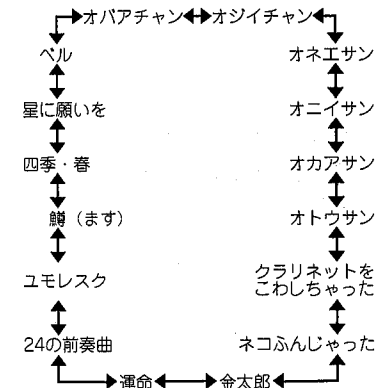 オバアチャン オジイチャン
ベル オネエサン
星に願いを オニイサン
四季・春 オカアサン
鱒（ます） オトウサン
ユモレスク クラリネットを
こわしちゃった
24の前奏曲 ネコふんじゃった
運命 金太郎